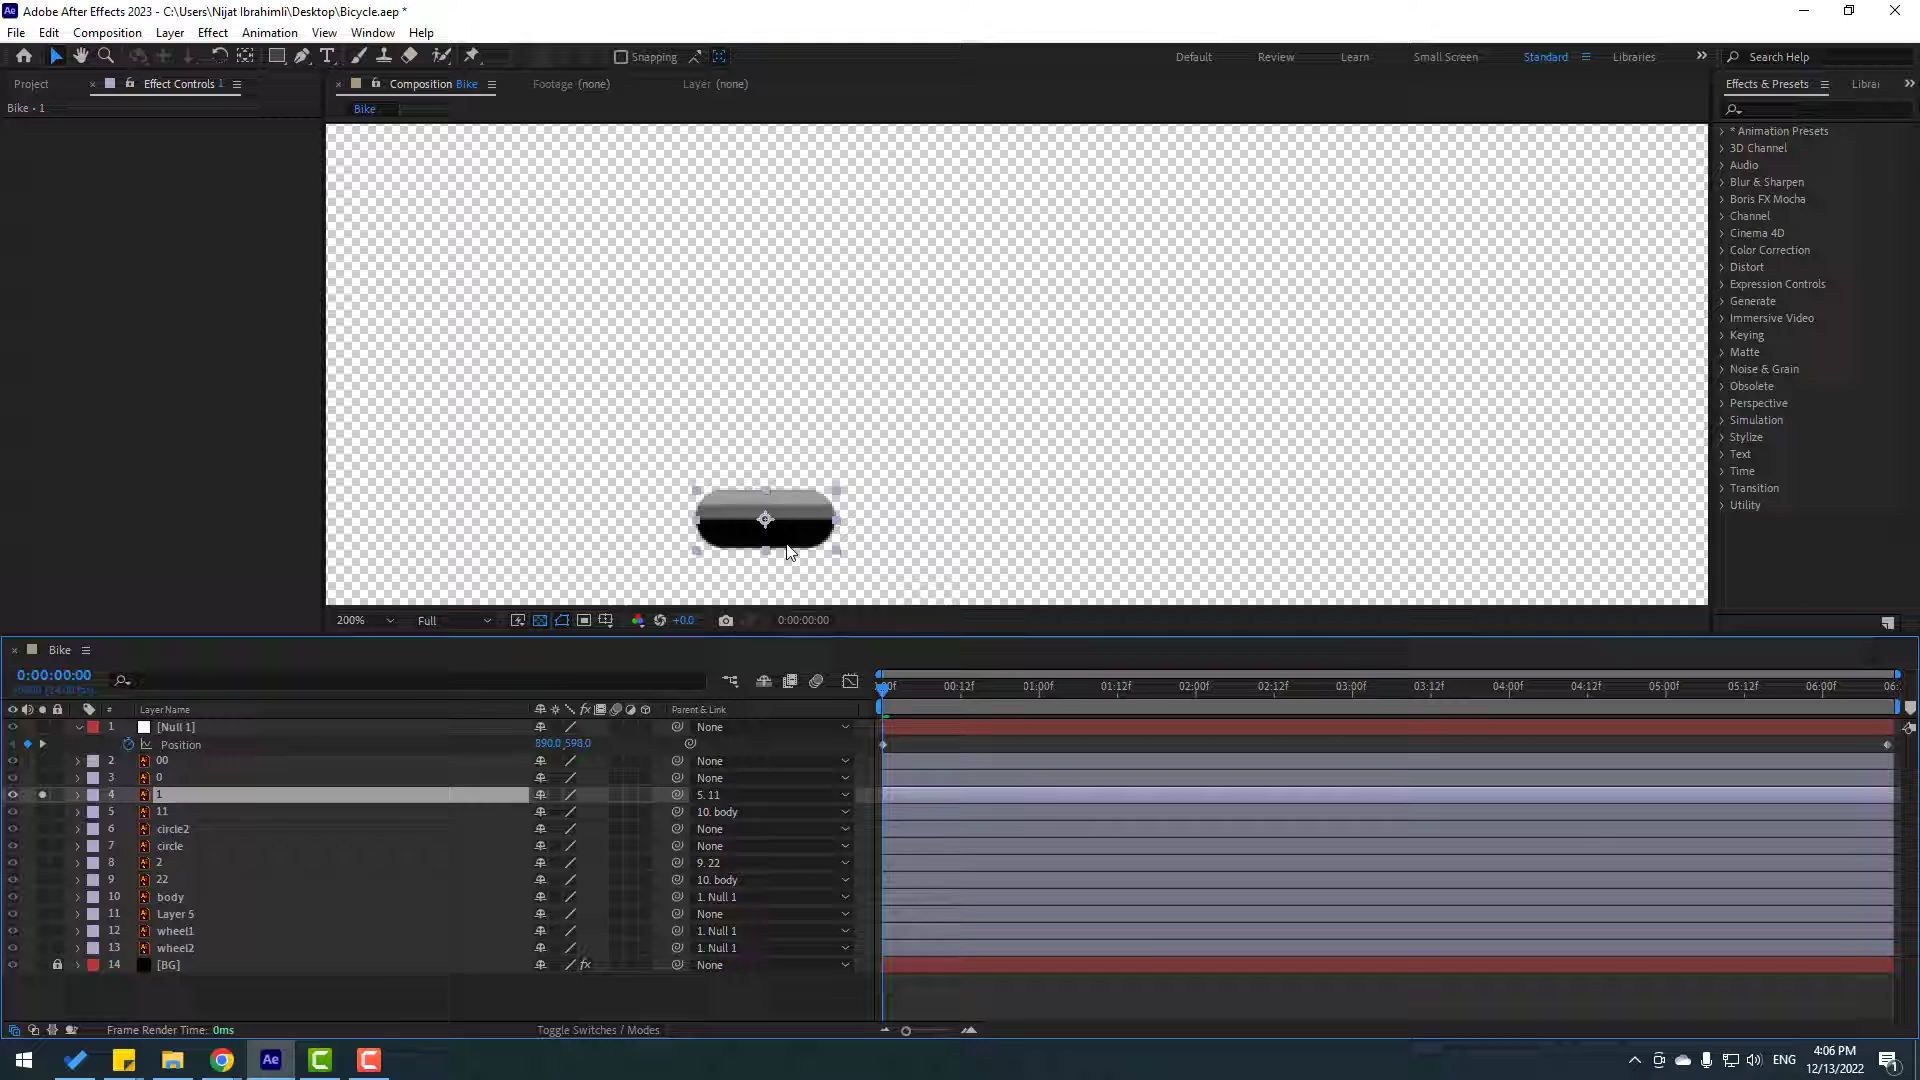 Adobe After Effects 2023 - C:\Users\Nijat Ibrahimli\Desktop\Bicycle.aep *
File Edit Composition Layer Effect Animation View Window Help
Snapping Default Review Learn Small Screen Standard Libraries Search Help
Project Effect Controls 1 Composition Bike Footage (none) Layer (none) Effects & Presets Librar
Bike • 1 Bike
* Animation Presets
3D Channel
Audio
Blur & Sharpen
Boris FX Mocha
Channel
Cinema 4D
Color Correction
Distort
Expression Controls
Generate
Immersive Video
Keying
Matte
Noise & Grain
Obsolete
Perspective
Simulation
Stylize
Text
Time
Transition
Utility
200% Full +0.0 0:00:00:00
Bike
0:00:00:00
00:12f 01:00f 01:12f 02:00f 02:12f 03:00f 03:12f 04:00f 04:12f 05:00f 05:12f 06:00f
# Layer Name Parent & Link
1 [Null 1] None
Position 890.0,598.0
2 00 None
3 0 None
4 1 5. 11
5 11 10. body
6 circle2 None
7 circle None
8 2 9. 22
9 22 10. body
10 body 1. Null 1
11 Layer 5 None
12 wheel1 1. Null 1
13 wheel2 1. Null 1
14 [BG] fx None
Frame Render Time: 0ms Toggle Switches / Modes
ENG 4:06 PM
12/13/2022